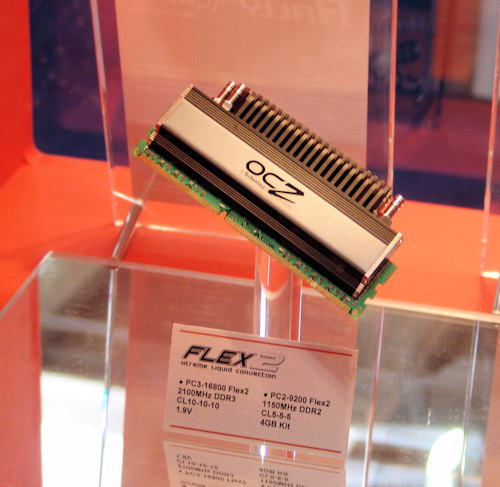 OCZ
FLEX 2
xtreme liquid convection
• PC3-16800 Flex2
2100MHz DDR3
CL10-10-10
1.9V
• PC2-9200 Flex2
1150MHz DDR2
CL5-5-5
4GB Kit